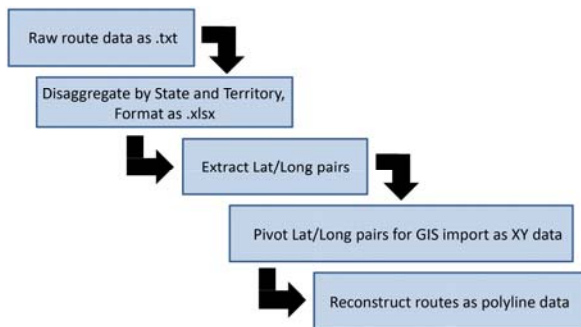 Raw route data as .txt
Disaggregate by State and Territory,
Format as .xlsx
Extract Lat/Long pairs
Pivot Lat/Long pairs for GIS import as XY data
Reconstruct routes as polyline data